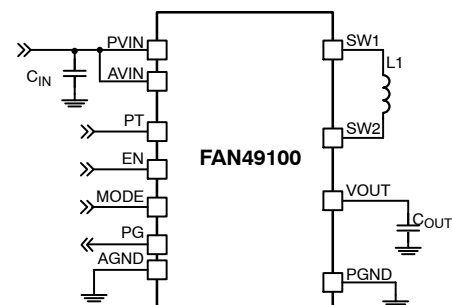 PVIN
CIN
AVIN
PT
EN
MODE
PG
AGND
FAN49100
SW1
L1
SW2
VOUT
COUT
PGND